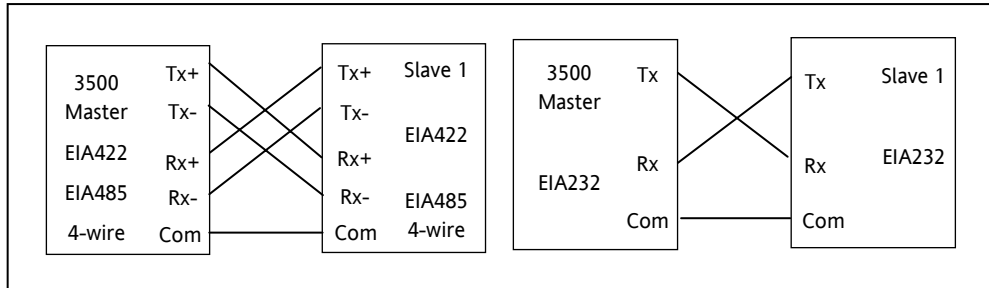 3500
Master
EIA422
EIA485
4-wire
Tx+
Tx-
Rx+
Rx-
Com
Tx+
Tx-
Rx+
Rx-
Com
Slave 1
EIA422
EIA485
4-wire
3500
Master
EIA232
Tx
Rx
Com
Tx
Rx
Com
Slave 1
EIA232